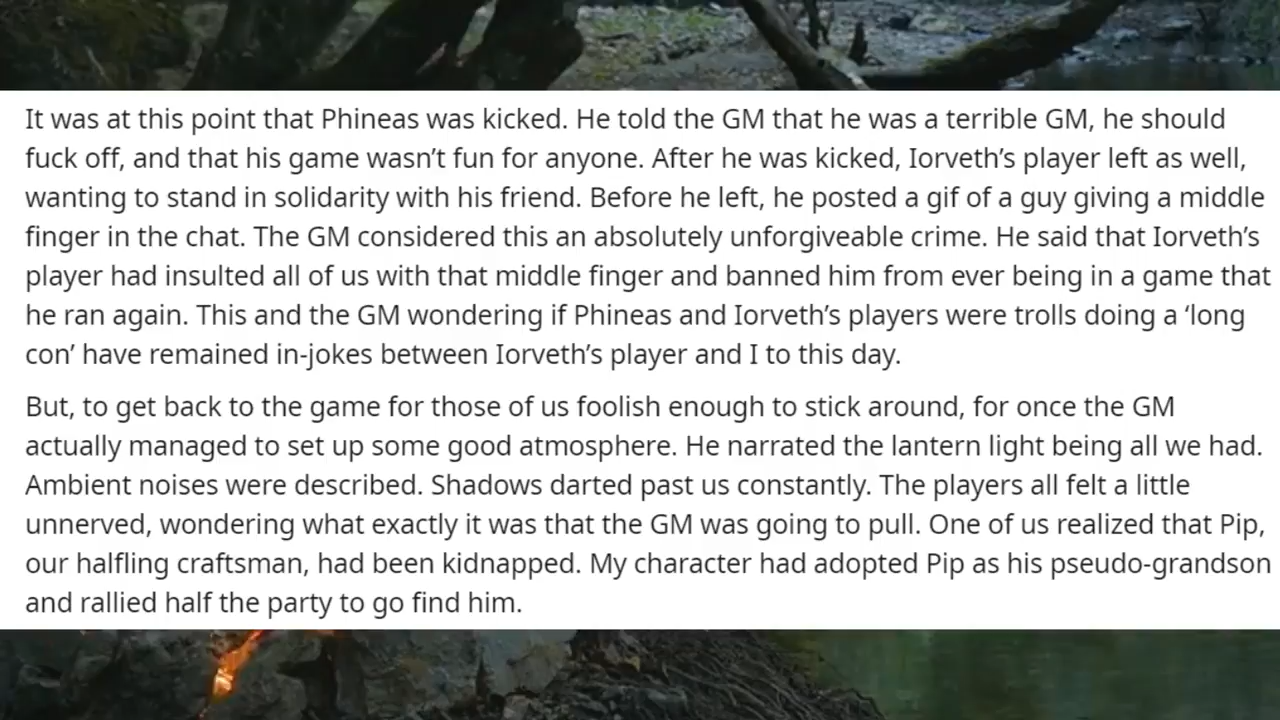 It was at this point that Phineas was kicked. He told the GM that he was a terrible GM, he should
fuck off, and that his game wasn’t fun for anyone. After he was kicked, Iorveth’s player left as well,
wanting to stand in solidarity with his friend. Before he left, he posted a gif of a guy giving a middle
finger in the chat. The GM considered this an absolutely unforgiveable crime. He said that Iorveth’s
player had insulted all of us with that middle finger and banned him from ever being in a game that
he ran again. This and the GM wondering if Phineas and Iorveth’s players were trolls doing a ‘long
con’ have remained in-jokes between Iorveth’s player and I to this day.
But, to get back to the game for those of us foolish enough to stick around, for once the GM
actually managed to set up some good atmosphere. He narrated the lantern light being all we had.
Ambient noises were described. Shadows darted past us constantly. The players all felt a little
unnerved, wondering what exactly it was that the GM was going to pull. One of us realized that Pip,
our halfling craftsman, had been kidnapped. My character had adopted Pip as his pseudo-grandson
and rallied half the party to go find him.